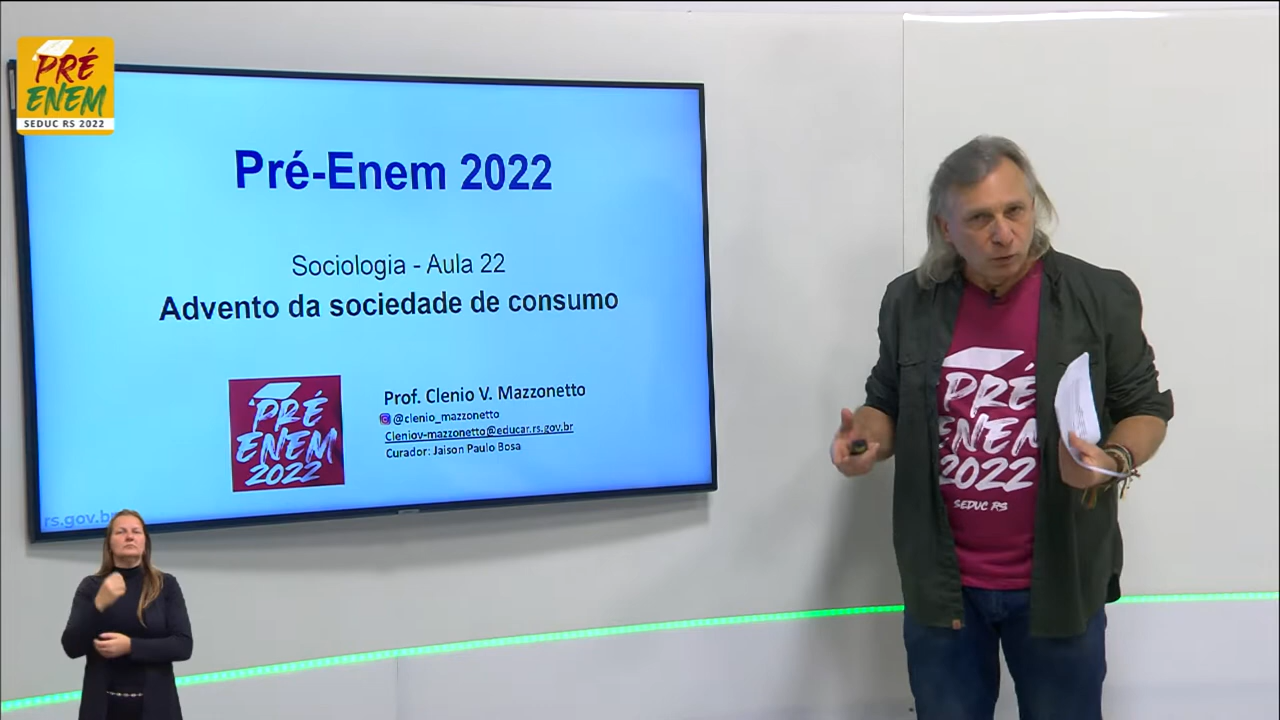 PRÉ
ENEM
SEDUC RS 2022
Pré-Enem 2022
Sociologia - Aula 22
Advento da sociedade de consumo
PRÉ
ENEM
2022
Prof. Clenio V. Mazzonetto
@clenio_mazzonetto
Cleniov-mazzonetto@educar.rs.gov.br
Curador: Jaison Paulo Bosa
rs.gov.b
PRÉ
ENEM
2022
SEDUC RS